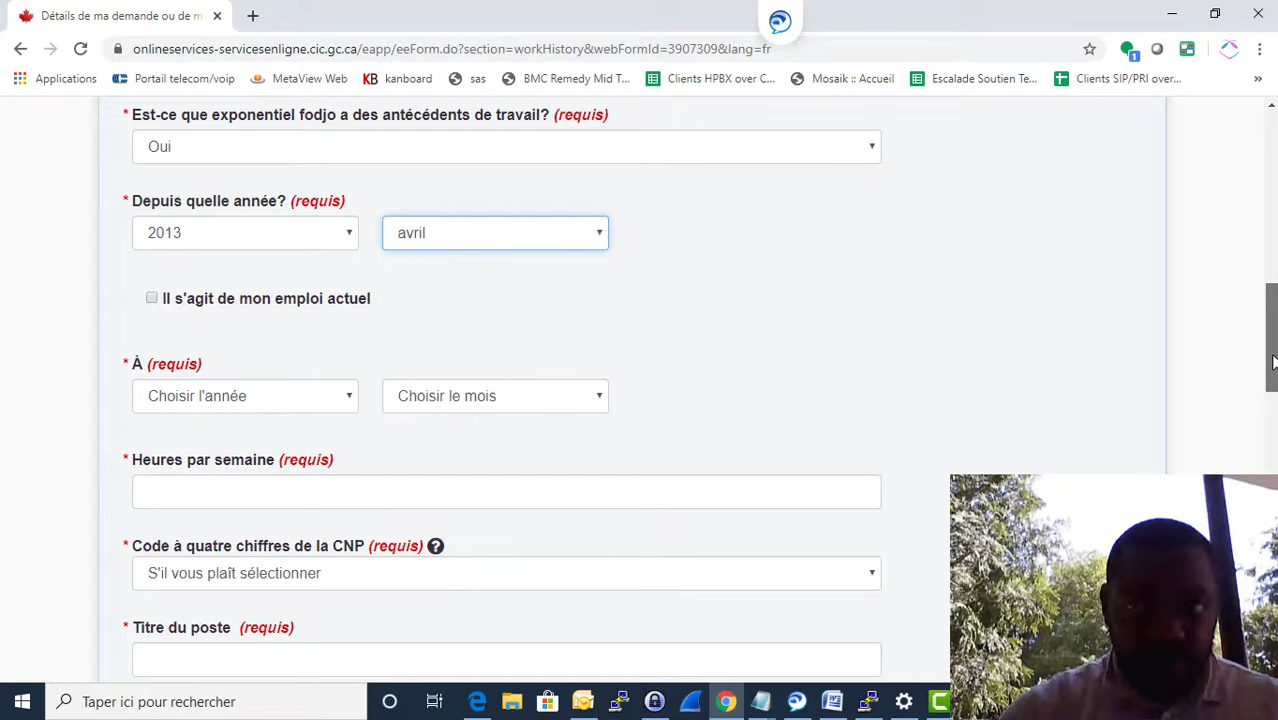 Détails de ma demande ou de m
onlineservices-servicesenligne.cic.gc.ca/eapp/eeForm.do?section=workHistory&webFormId=3907309&lang=fr
1
Applications Portail telecom/voip MetaView Web KB kanboard sas BMC Remedy Mid T... Clients HPBX over C... Mosaik :: Accueil Escalade Soutien Te... Clients SIP/PRI over... »
* Est-ce que exponentiel fodjo a des antécédents de travail? (requis)
Oui
* Depuis quelle année? (requis)
2013 avril
Il s'agit de mon emploi actuel
* À (requis)
Choisir l'année Choisir le mois
* Heures par semaine (requis)
* Code à quatre chiffres de la CNP (requis) ?
S'il vous plaît sélectionner
* Titre du poste (requis)
Taper ici pour rechercher